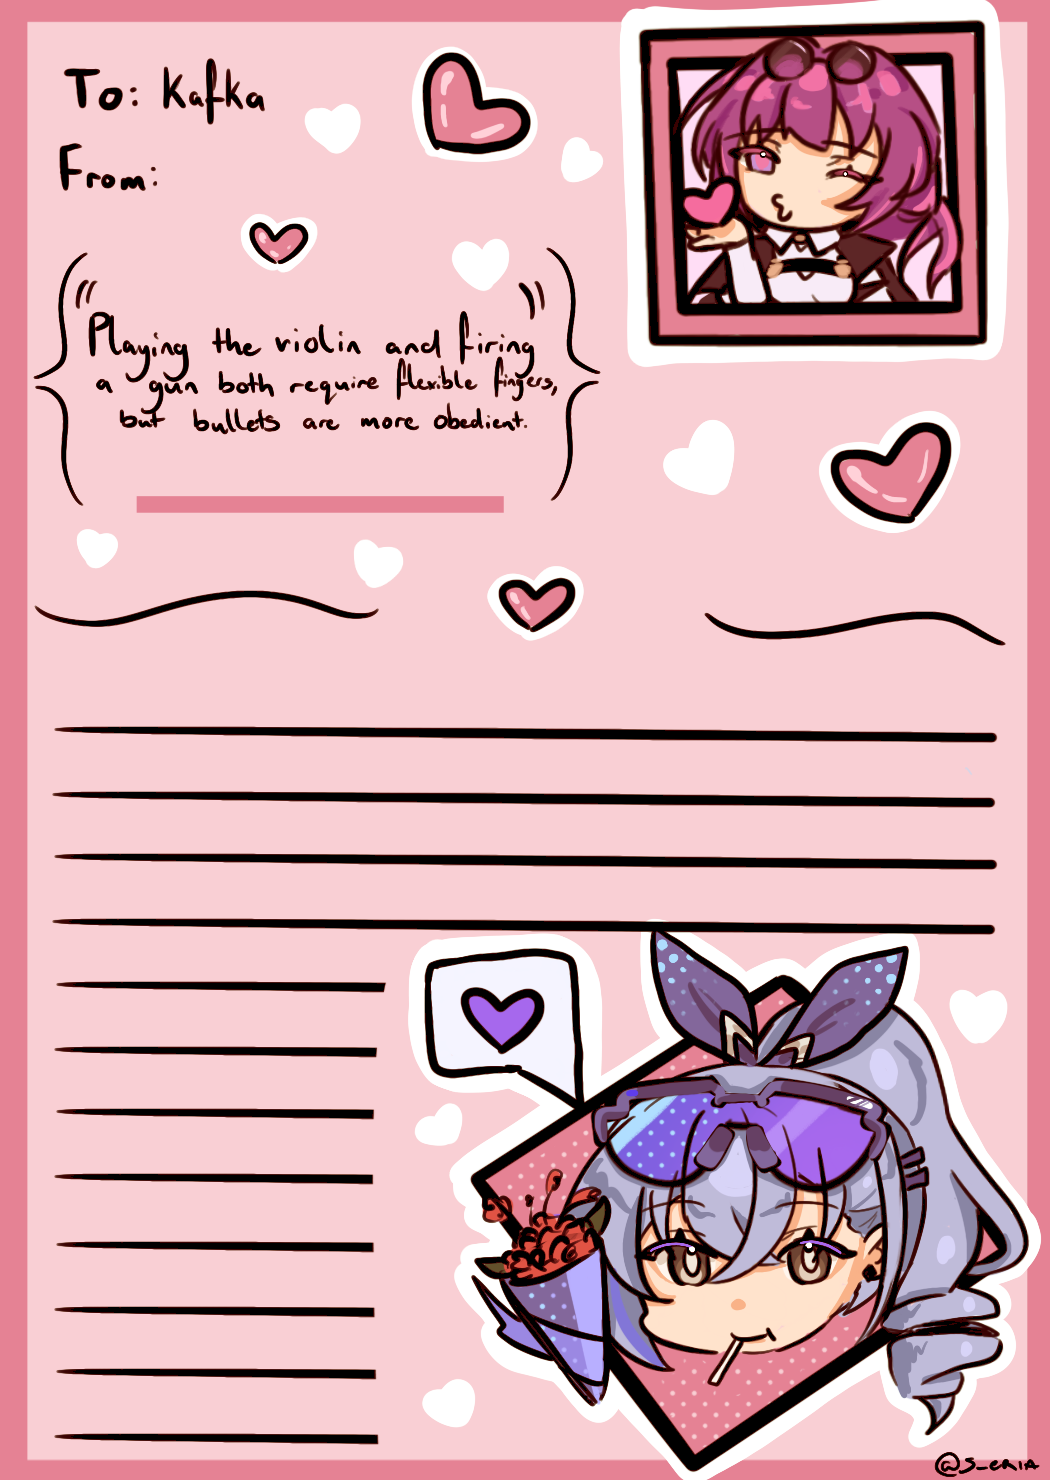 To: Kafka
From:
"Playing the violin and firing"
a gun both require flexible fingers,
but bullets are more obedient.
@s_eria